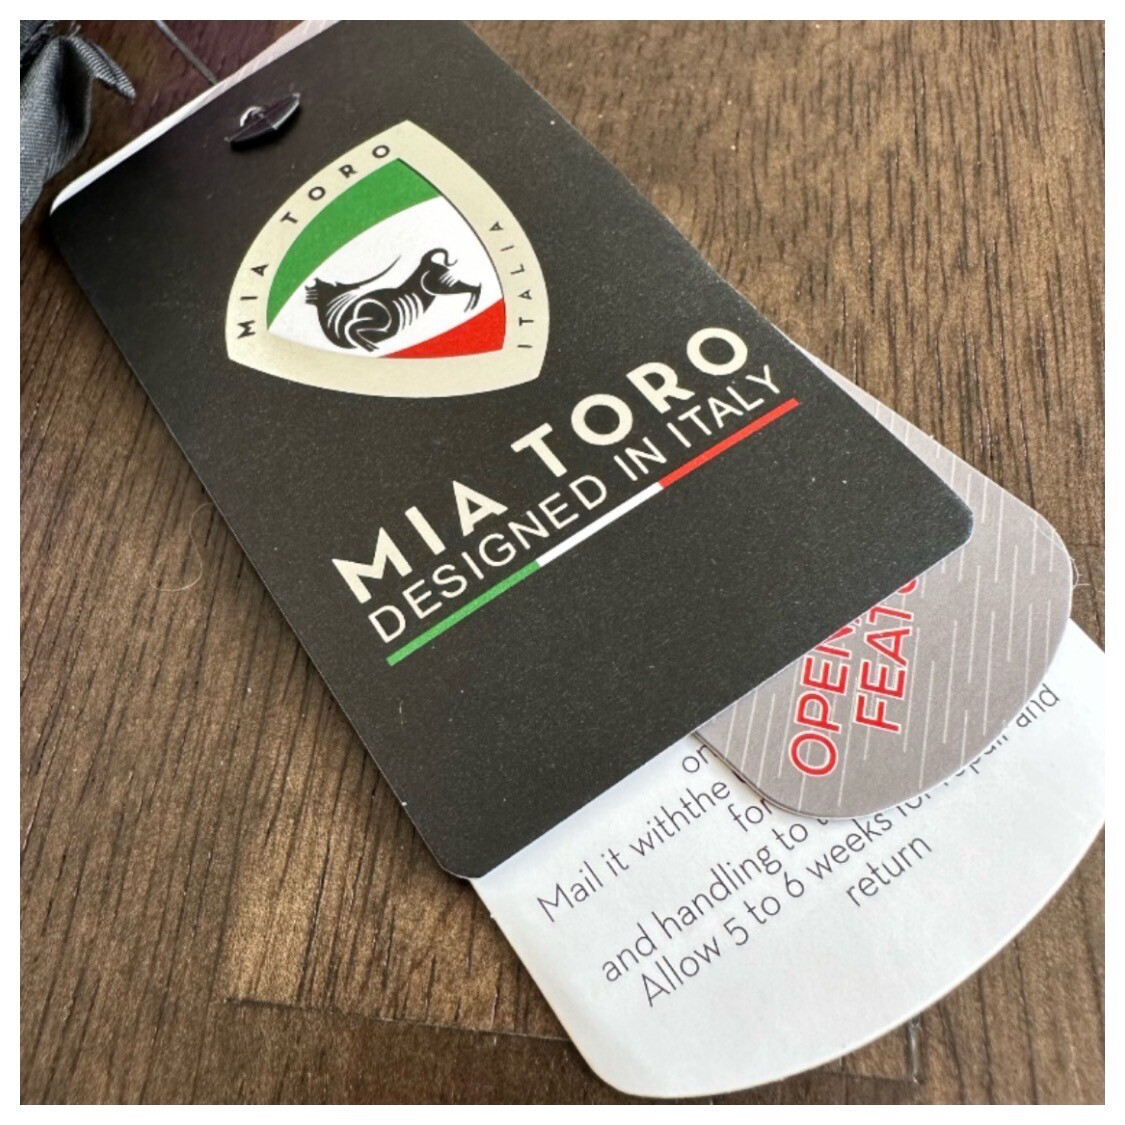 MIA TORO
ITALIA
MIA TORO
DESIGNED IN ITALY
OPEN
FEAT
on
Mail it withthe
for
and handling to
Allow 5 to 6 weeks for repair and
return